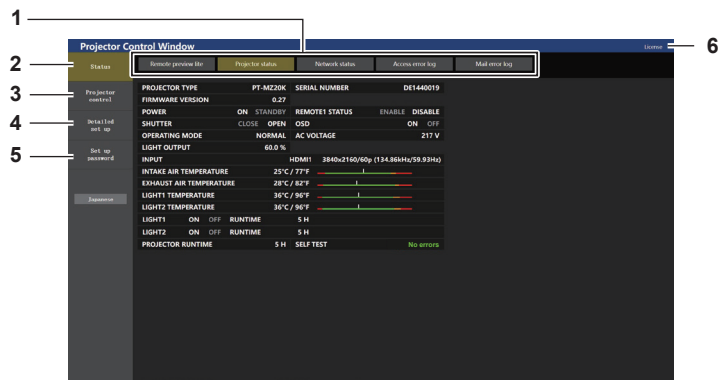 1
Projector Control Window
License
6
2
Status
Remote preview lite
Projector status
Network status
Access error log
Mail error log
3
Projector
control
4
Detailed
set up
5
Set up
password
Japanese
PROJECTOR TYPE PT-MZ20K SERIAL NUMBER DE1440019
FIRMWARE VERSION 0.27
POWER ON STANDBY REMOTE1 STATUS ENABLE DISABLE
SHUTTER CLOSE OPEN OSD ON OFF
OPERATING MODE NORMAL AC VOLTAGE 217 V
LIGHT OUTPUT 60.0 %
INPUT HDMI1 3840x2160/60p (134.86kHz/59.93Hz)
INTAKE AIR TEMPERATURE 25°C / 77°F
EXHAUST AIR TEMPERATURE 28°C / 82°F
LIGHT1 TEMPERATURE 36°C / 96°F
LIGHT2 TEMPERATURE 36°C / 96°F
LIGHT1 ON OFF RUNTIME 5 H
LIGHT2 ON OFF RUNTIME 5 H
PROJECTOR RUNTIME 5 H SELF TEST No errors